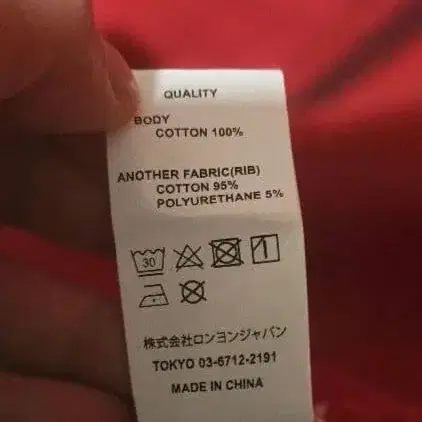 QUALITY
BODY
COTTON 100%
ANOTHER FABRIC(RIB)
COTTON 95%
POLYURETHANE 5%
30
株式会社ロンヨンジャパン
TOKYO 03-6712-2191
MADE IN CHINA